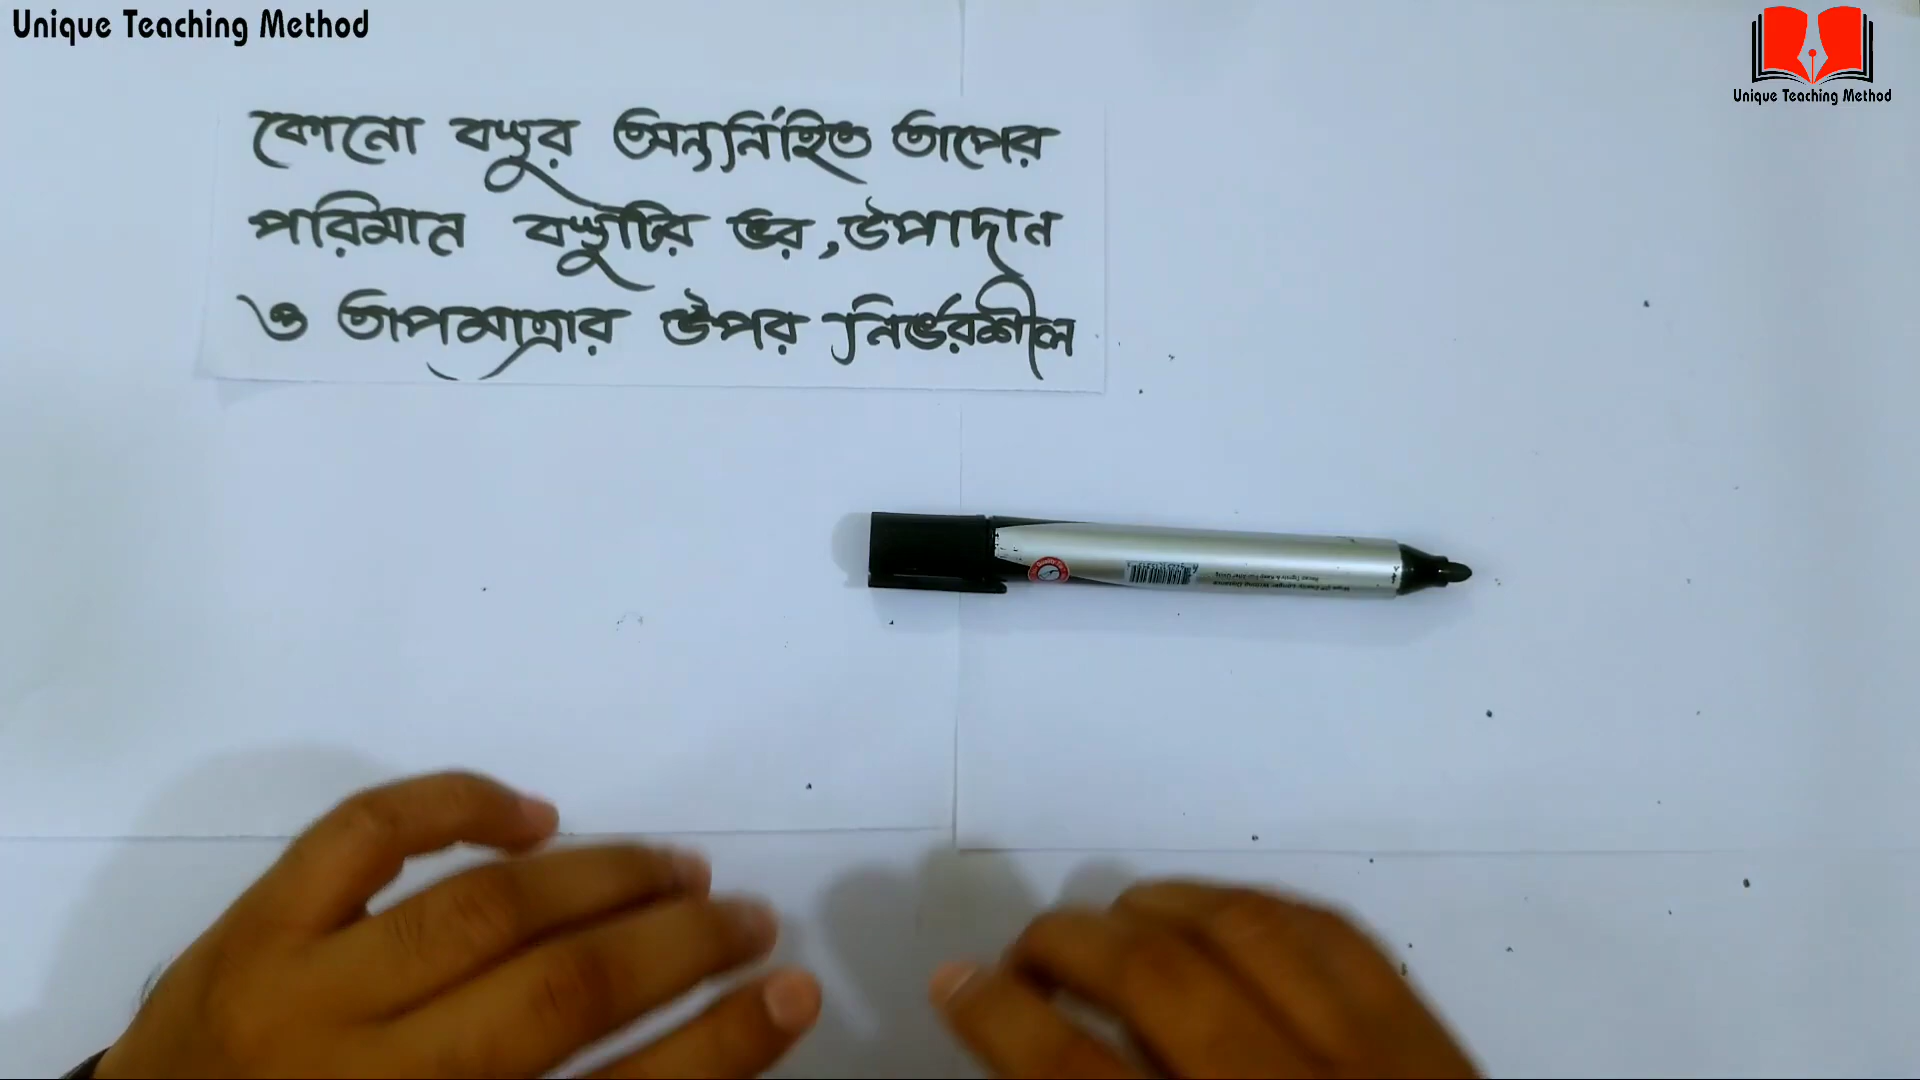 Unique Teaching Method
Unique Teaching Method
কোনো বস্তুর অন্তর্নিহিত তাপের
পরিমান বস্তুটির ভর, উপাদান
ও তাপমাত্রার উপর নির্ভরশীল